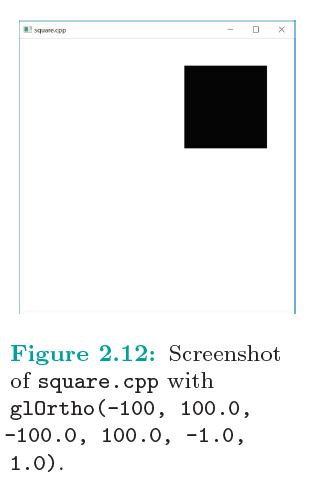 square.cpp
Figure 2.12: Screenshot
of square.cpp with
glOrtho(-100, 100.0,
-100.0, 100.0, -1.0,
1.0).